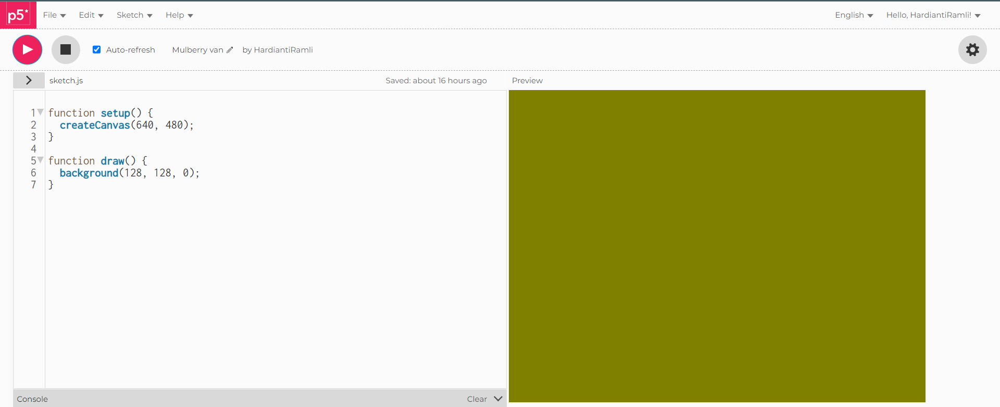 p5* File Edit Sketch Help English Hello, HardiantiRamli!
Auto-refresh Mulberry van by HardiantiRamli
sketch.js Saved: about 16 hours ago Preview
1 function setup() {
2   createCanvas(640, 480);
3 }
4
5 function draw() {
6   background(128, 128, 0);
7 }
Console Clear